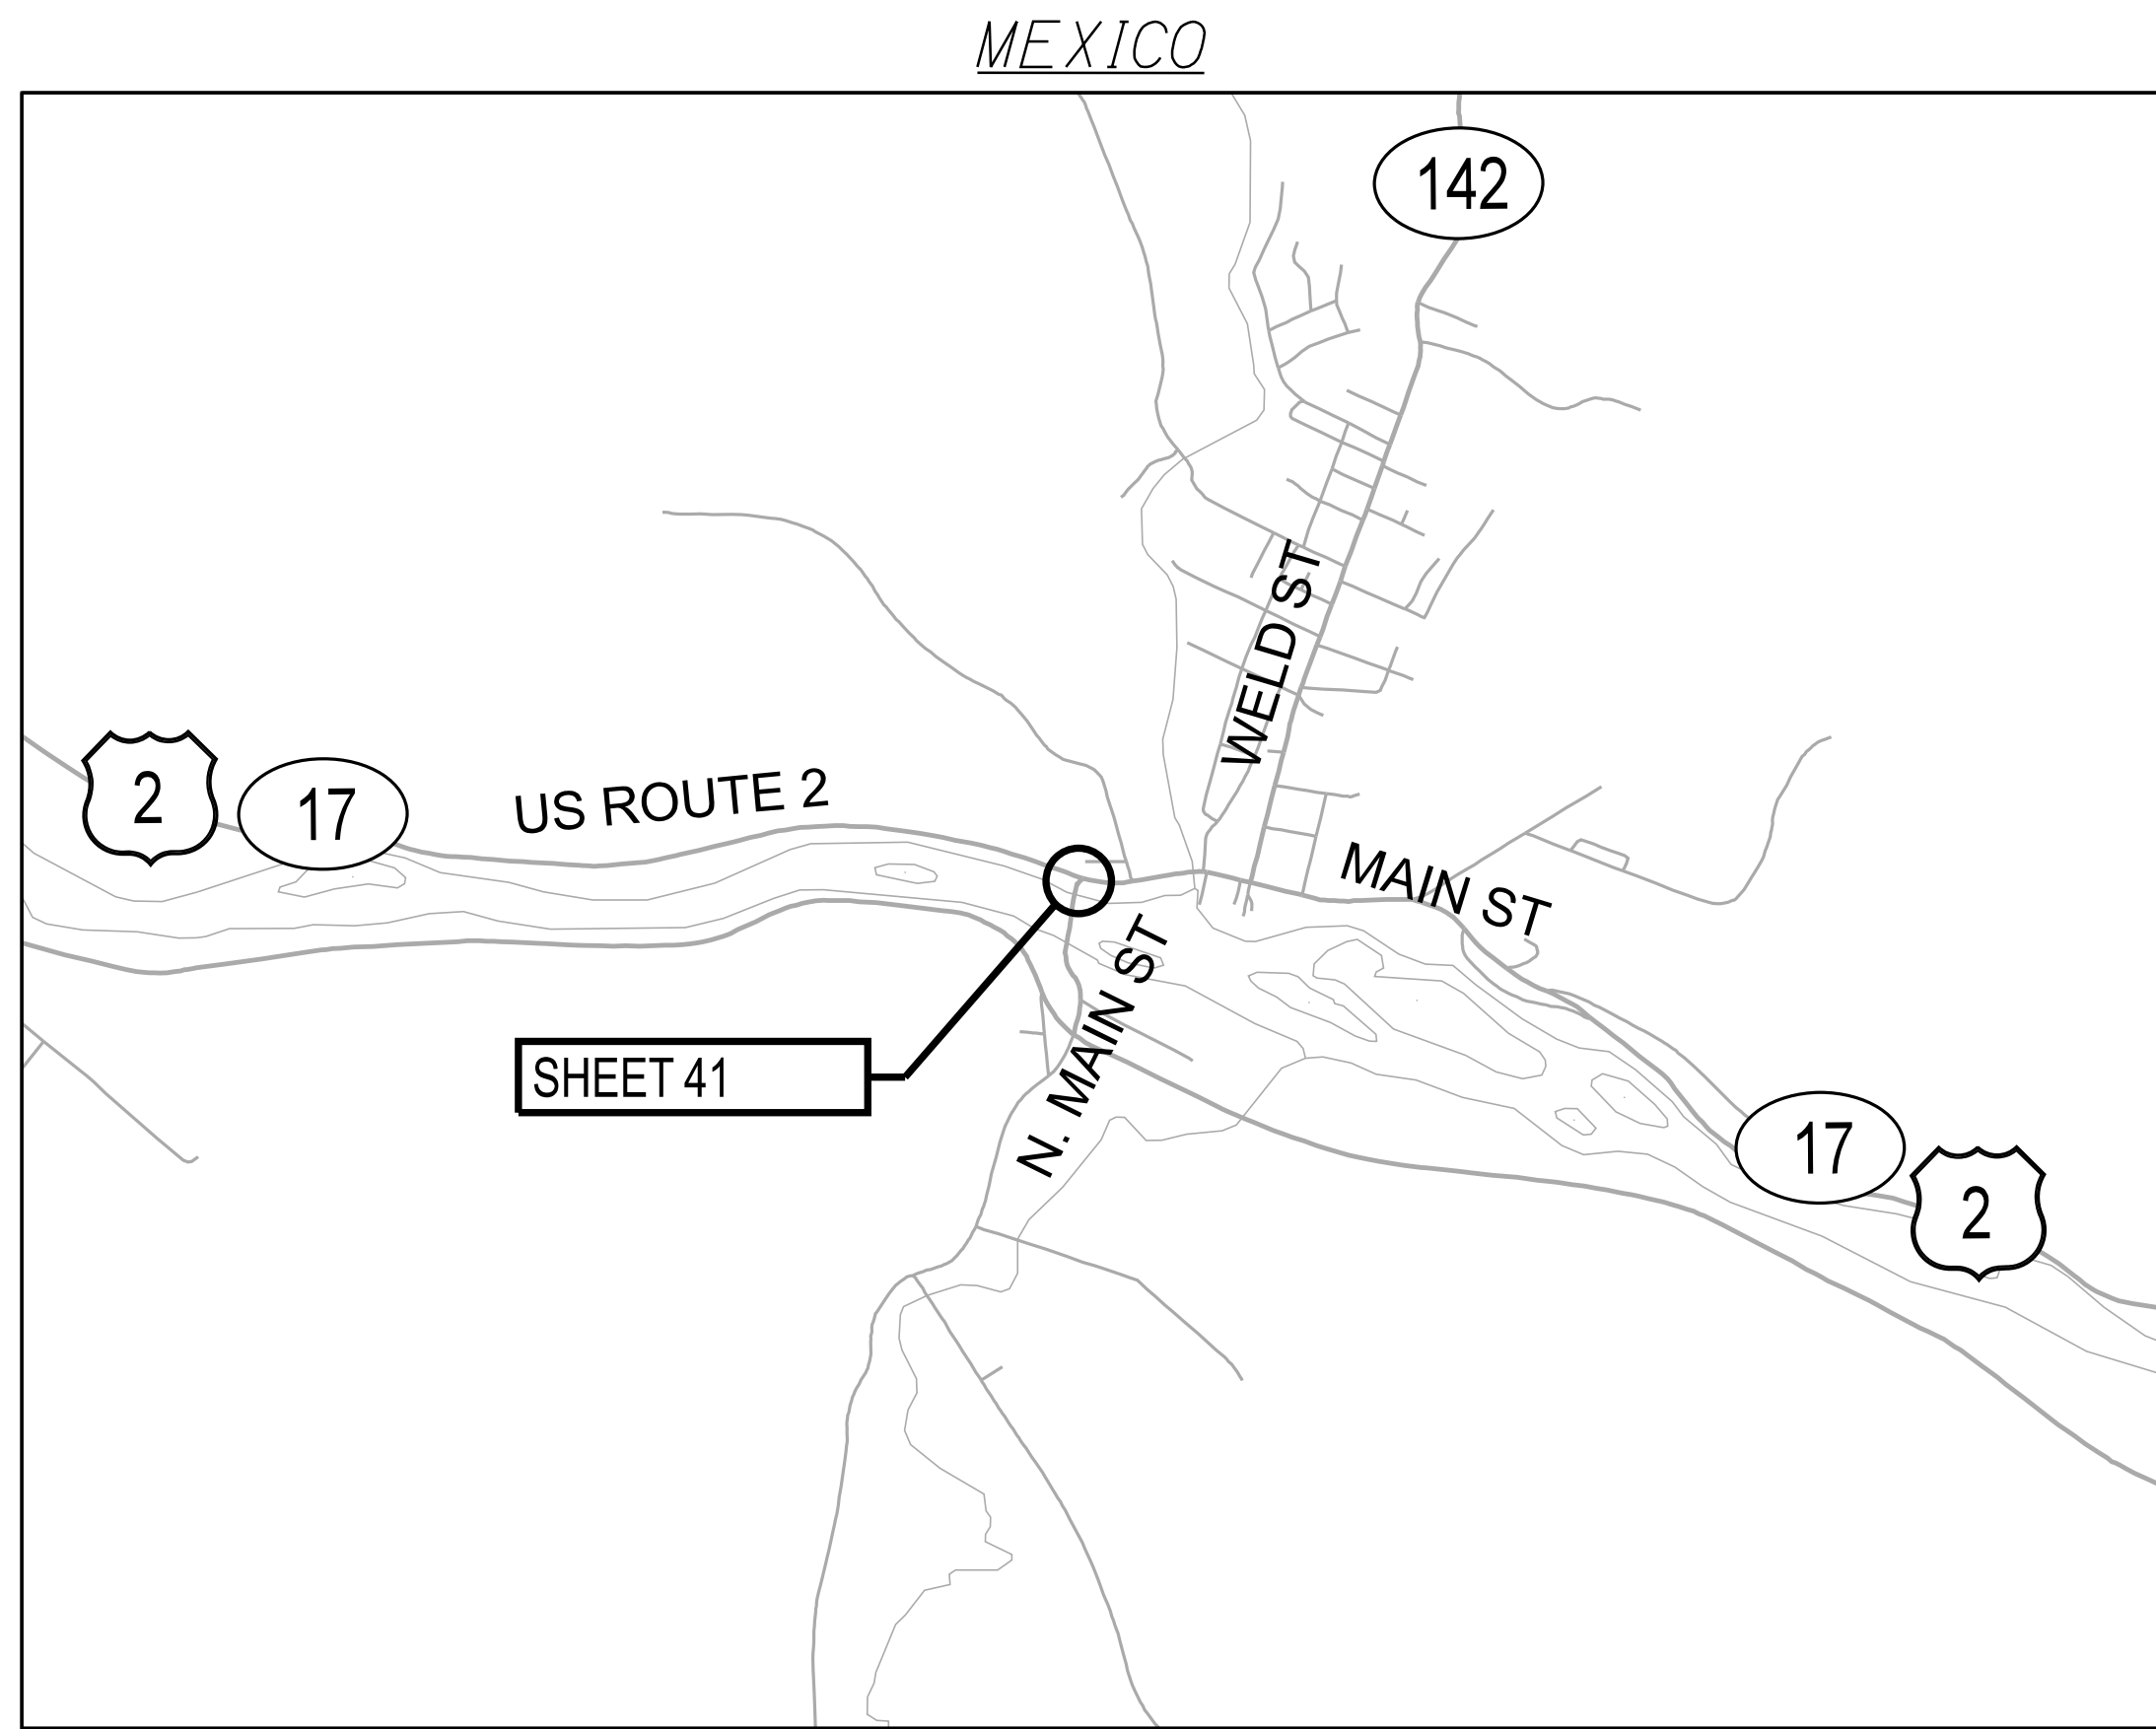 MEXICO
142
WELD ST
2
17
US ROUTE 2
MAIN ST
N. MAIN ST
SHEET 41
17
2